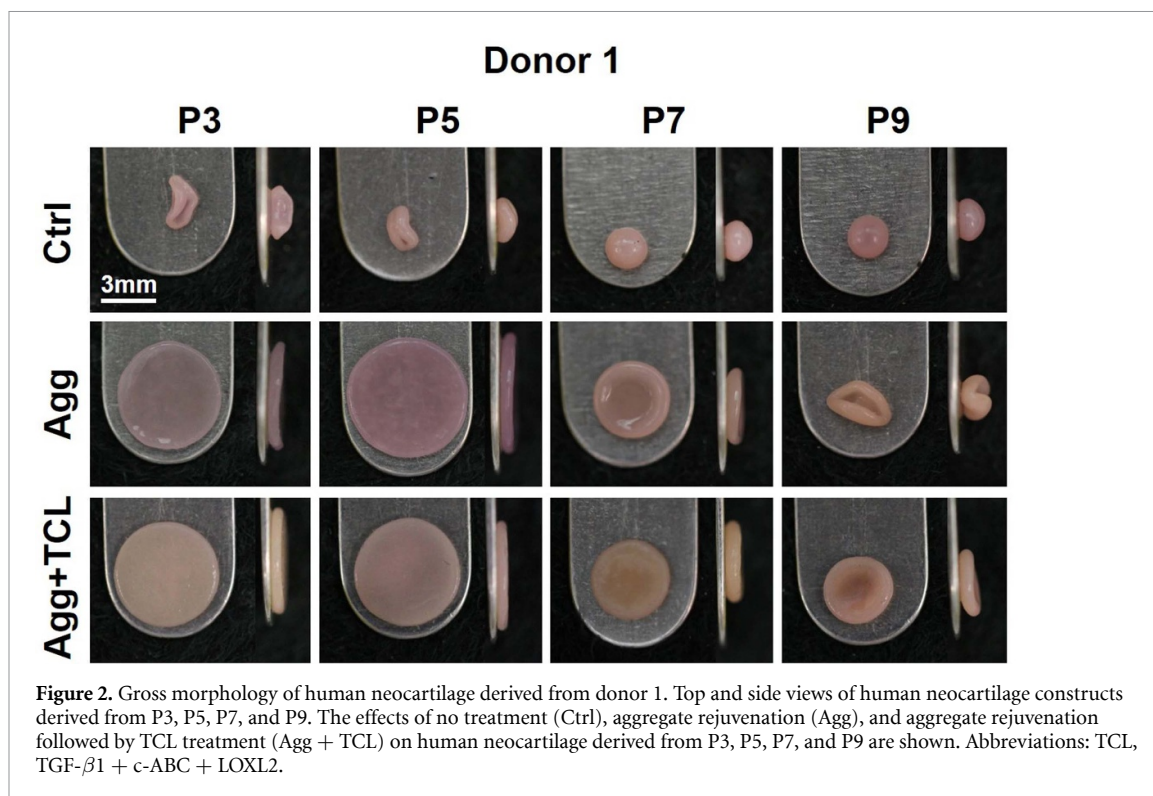 Donor 1
P3 P5 P7 P9
Ctrl
3mm
Agg
Agg+TCL
Figure 2. Gross morphology of human neocartilage derived from donor 1. Top and side views of human neocartilage constructs
derived from P3, P5, P7, and P9. The effects of no treatment (Ctrl), aggregate rejuvenation (Agg), and aggregate rejuvenation
followed by TCL treatment (Agg + TCL) on human neocartilage derived from P3, P5, P7, and P9 are shown. Abbreviations: TCL,
TGF-β1 + c-ABC + LOXL2.